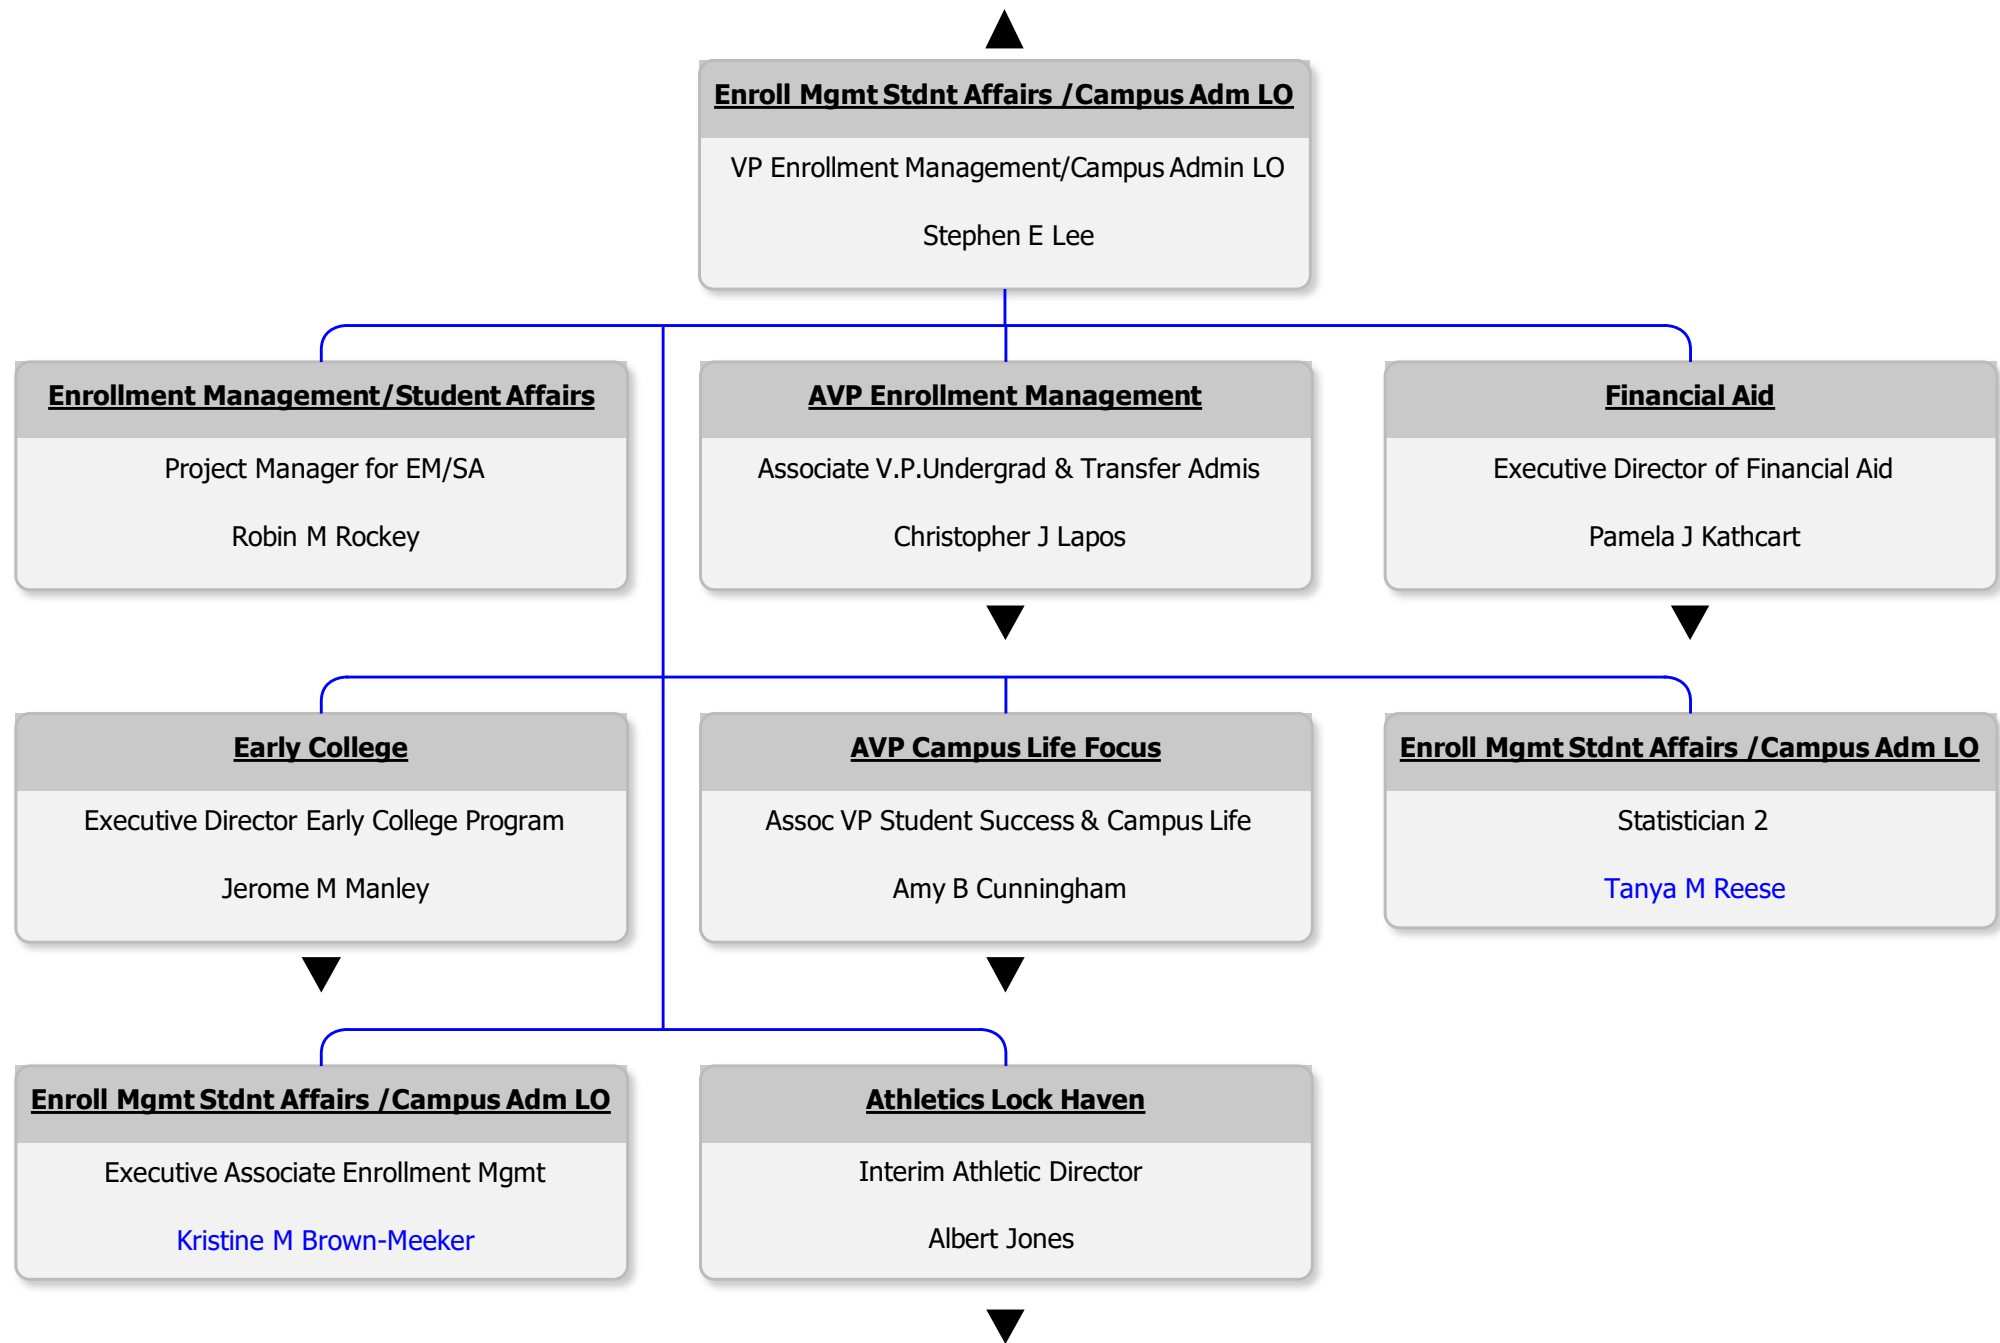 Enroll Mgmt Stdnt Affairs /Campus Adm LO
VP Enrollment Management/Campus Admin LO
Stephen E Lee
Enrollment Management/Student Affairs
Project Manager for EM/SA
Robin M Rockey
AVP Enrollment Management
Associate V.P.Undergrad & Transfer Admis
Christopher J Lapos
Financial Aid
Executive Director of Financial Aid
Pamela J Kathcart
Early College
Executive Director Early College Program
Jerome M Manley
AVP Campus Life Focus
Assoc VP Student Success & Campus Life
Amy B Cunningham
Enroll Mgmt Stdnt Affairs /Campus Adm LO
Statistician 2
Tanya M Reese
Enroll Mgmt Stdnt Affairs /Campus Adm LO
Executive Associate Enrollment Mgmt
Kristine M Brown-Meeker
Athletics Lock Haven
Interim Athletic Director
Albert Jones